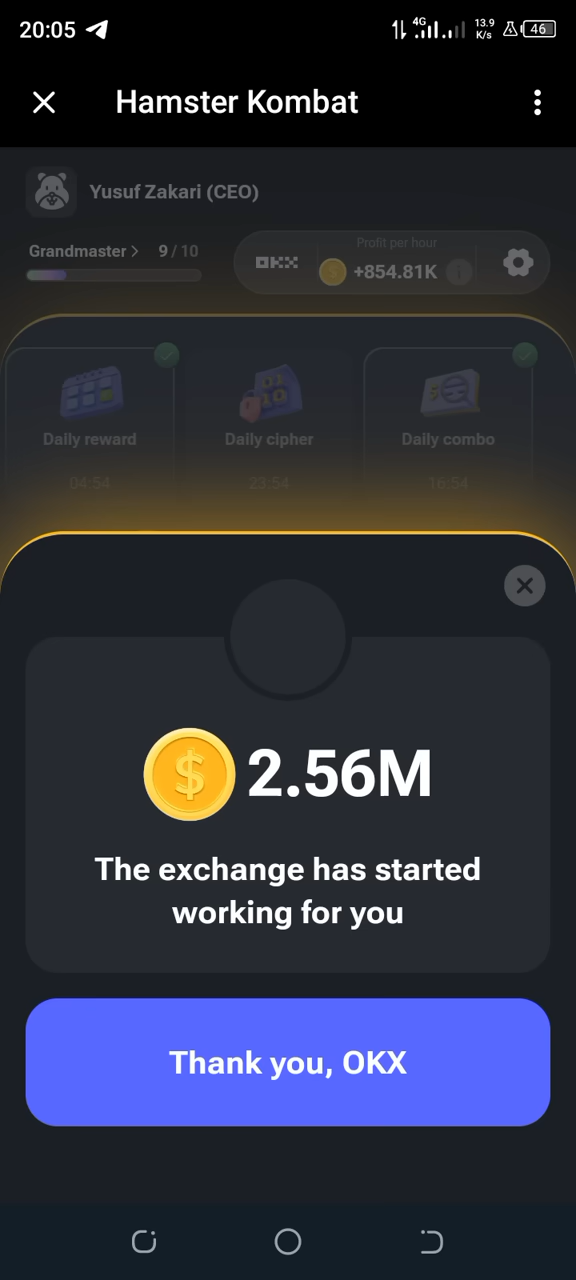 20:05
4G
13.9
K/s
46
Hamster Kombat
Yusuf Zakari (CEO)
Grandmaster > 9 / 10
OKX
Profit per hour
+854.81K
Daily reward
Daily cipher
Daily combo
04:54
23:54
16:54
2.56M
The exchange has started
working for you
Thank you, OKX